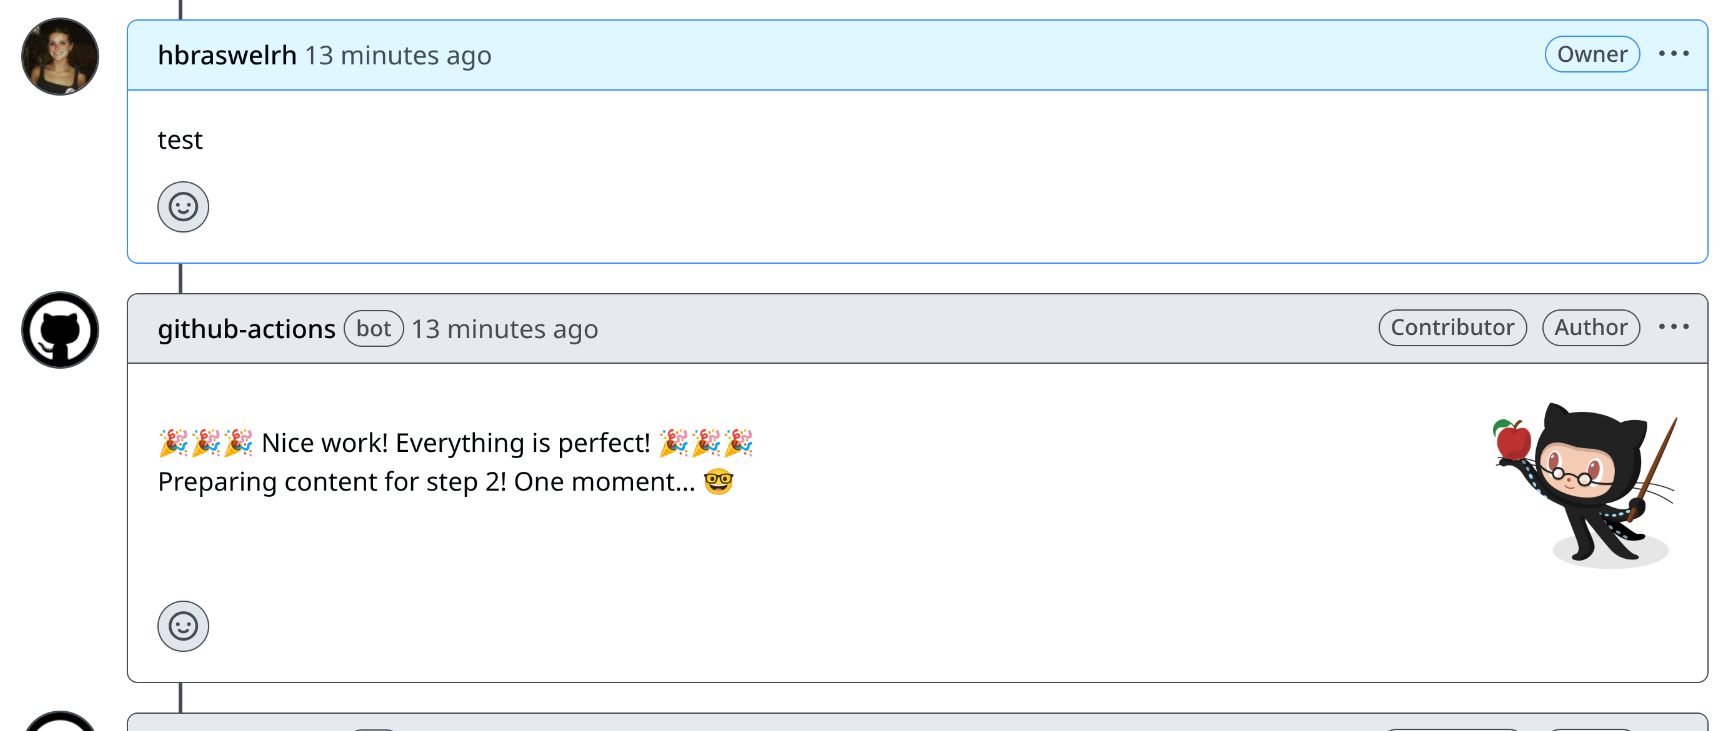 hbraswelrh 13 minutes ago Owner
test
github-actions bot 13 minutes ago Contributor Author
🎉🎉🎉 Nice work! Everything is perfect! 🎉🎉🎉
Preparing content for step 2! One moment... 🤓